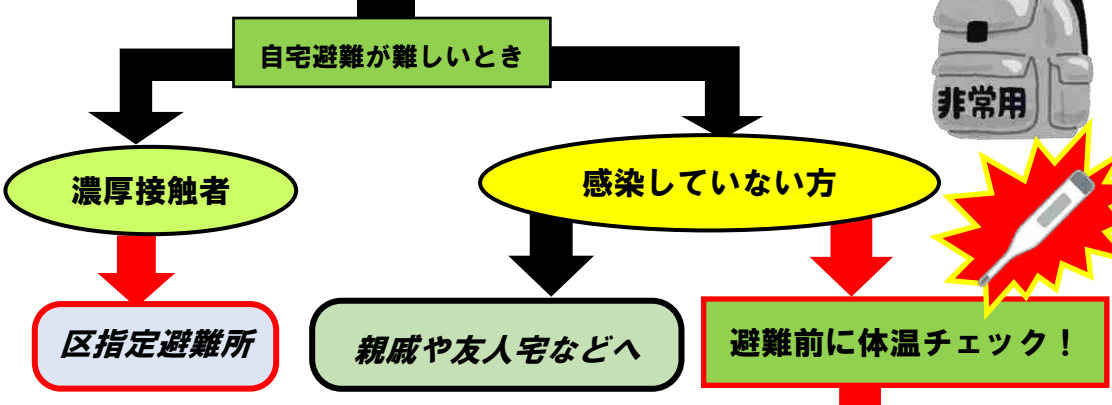 自宅避難が難しいとき
非常用
濃厚接触者
感染していない方
区指定避難所
親戚や友人宅などへ
避難前に体温チェック！